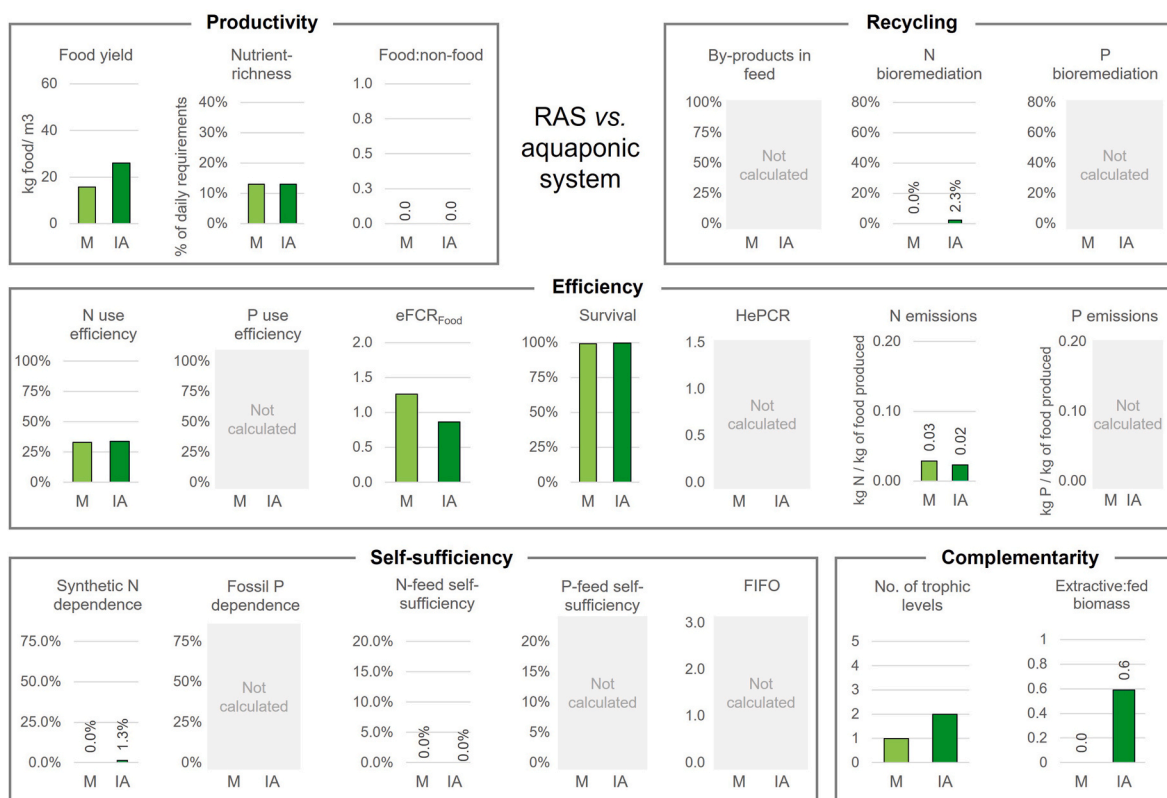 Productivity
Food yield
kg food/ m3
60
40
20
0
M IA
Nutrient-
richness
% of daily requirements
40%
30%
20%
10%
0%
M IA
Food:non-food
1.0
0.8
0.5
0.3
0.0
0.0
0.0
M IA
RAS vs.
aquaponic
system
Recycling
By-products in
feed
100%
75%
50%
25%
0%
Not
calculated
M IA
N
bioremediation
80%
60%
40%
20%
0%
0.0%
2.3%
M IA
P
bioremediation
80%
60%
40%
20%
0%
Not
calculated
M IA
Efficiency
N use
efficiency
100%
75%
50%
25%
0%
M IA
P use
efficiency
100%
75%
50%
25%
0%
Not
calculated
M IA
eFCRFood
2.0
1.5
1.0
0.5
0.0
M IA
Survival
100%
75%
50%
25%
0%
M IA
HePCR
1.5
1.0
0.5
0.0
Not
calculated
M IA
N emissions
kg N / kg of food produced
0.20
0.10
0.00
0.03
0.02
M IA
P emissions
kg P / kg of food produced
0.20
0.10
0.00
Not
calculated
M IA
Self-sufficiency
Synthetic N
dependence
75.0%
50.0%
25.0%
0.0%
0.0%
1.3%
M IA
Fossil P
dependence
75%
50%
25%
0%
Not
calculated
M IA
N-feed self-
sufficiency
20.0%
15.0%
10.0%
5.0%
0.0%
0.0%
0.0%
M IA
P-feed self-
sufficiency
20%
15%
10%
5%
0%
Not
calculated
M IA
FIFO
3.0
2.0
1.0
0.0
Not
calculated
M IA
Complementarity
No. of trophic
levels
5
4
3
2
1
0
M IA
Extractive:fed
biomass
1
0.8
0.6
0.4
0.2
0
0.0
0.6
M IA